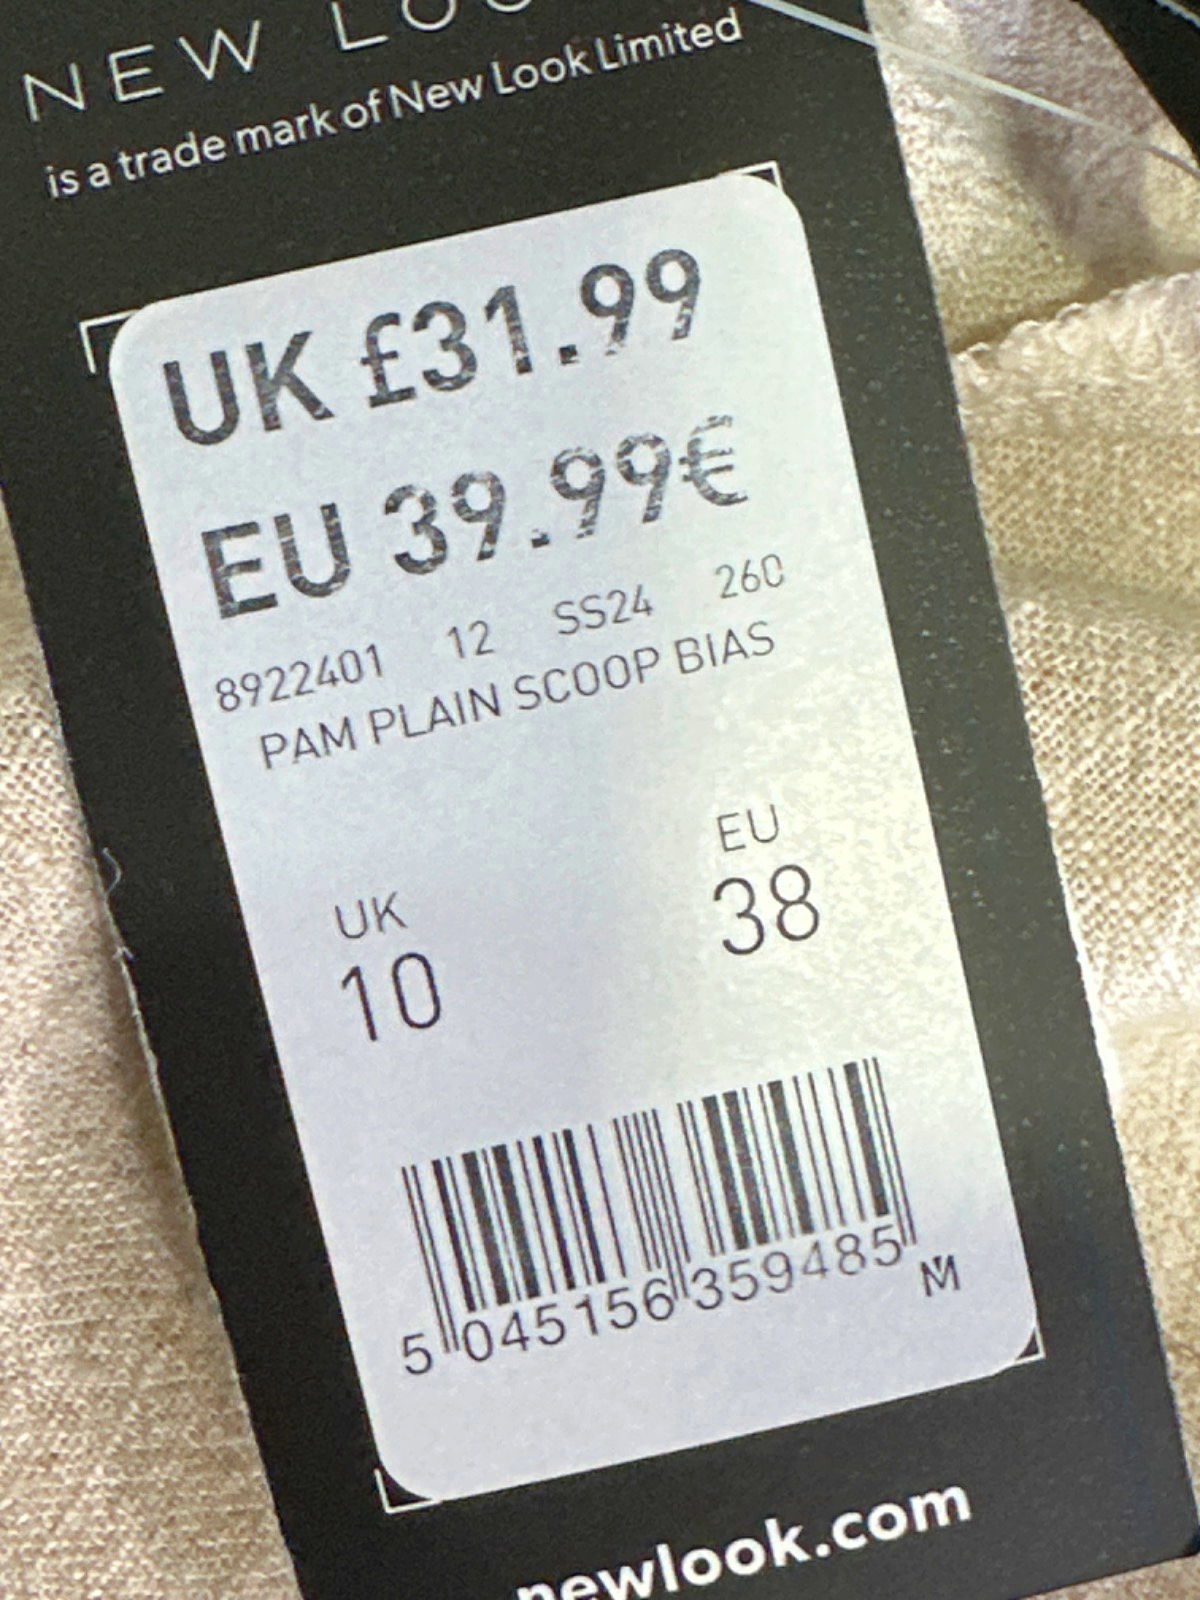 NEW LOO
is a trade mark of New Look Limited
UK £31.99
EU 39.99€
8922401 12 SS24 260
PAM PLAIN SCOOP BIAS
UK EU
10 38
5 045156 359485
newlook.com